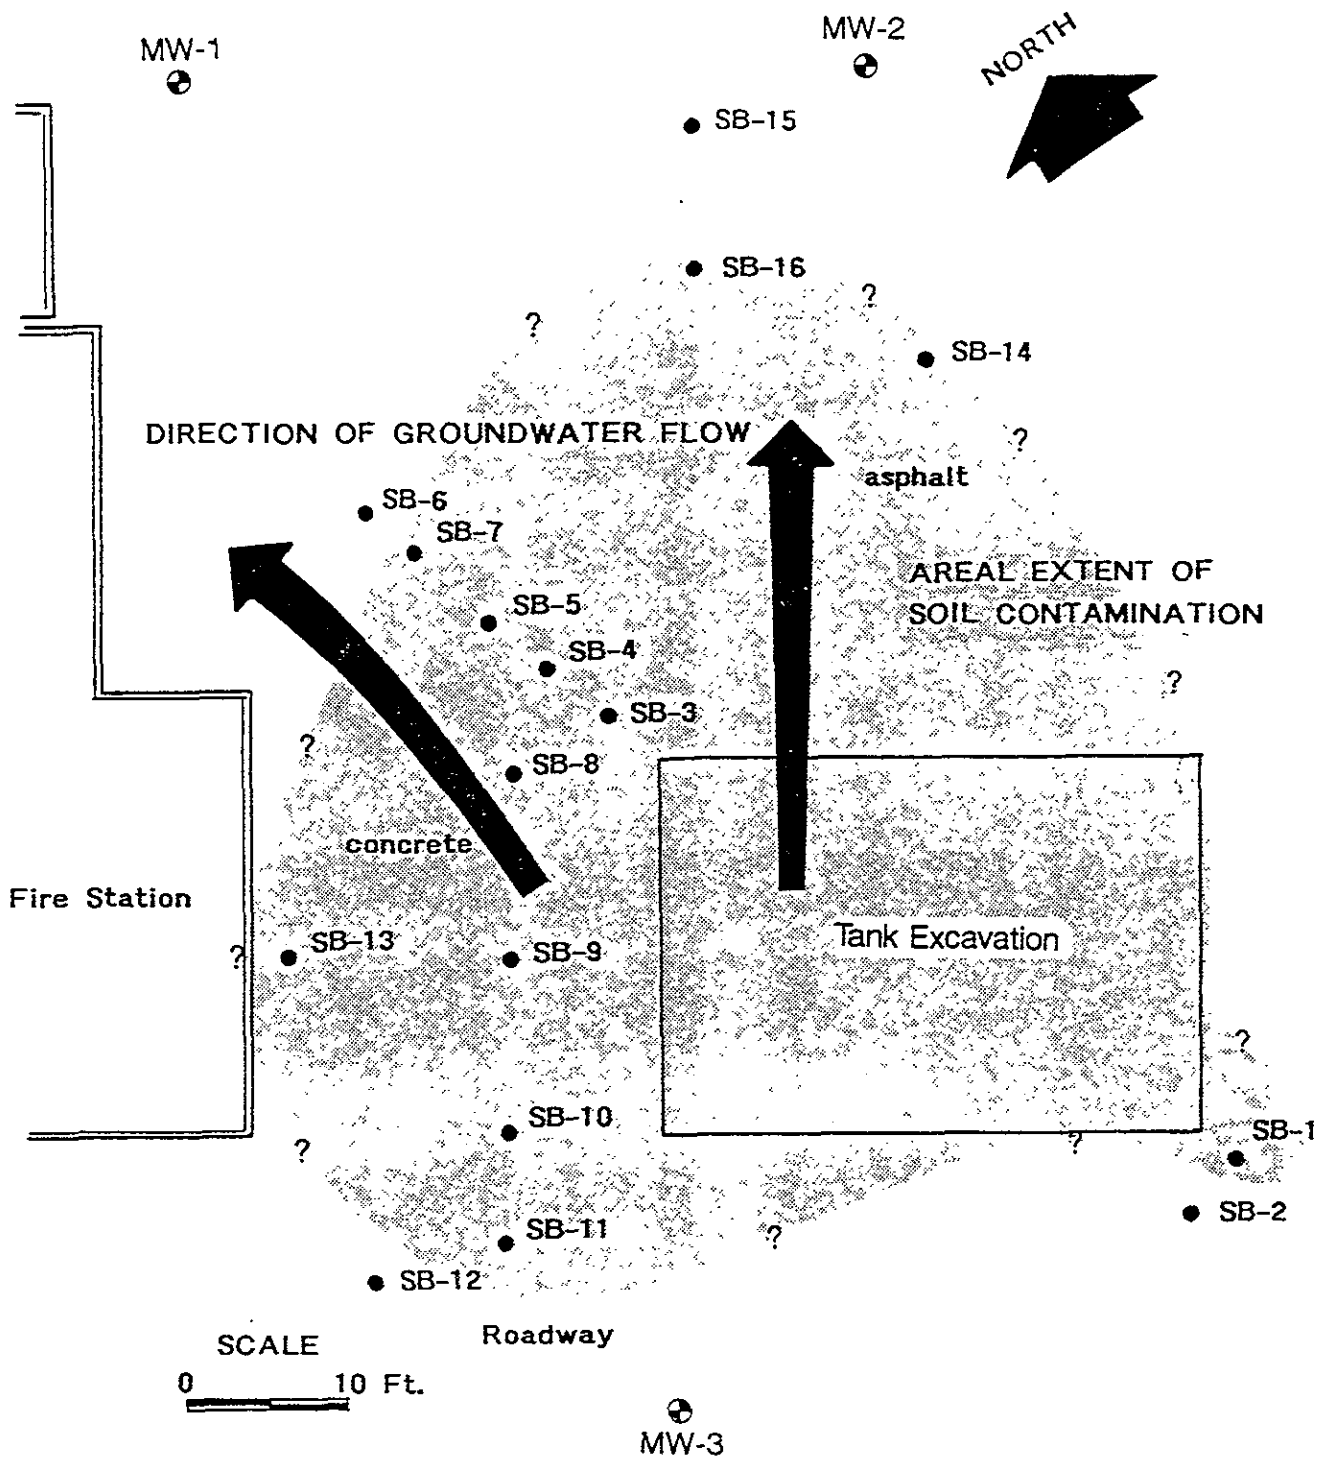 MW-1
MW-2
NORTH
SB-15
SB-16
?
?
SB-14
DIRECTION OF GROUNDWATER FLOW
?
asphalt
SB-6
SB-7
AREAL EXTENT OF
SOIL CONTAMINATION
SB-5
SB-4
?
SB-3
?
SB-8
concrete
Fire Station
Tank Excavation
SB-13
?
SB-9
?
SB-10
SB-1
?
?
SB-2
SB-11
?
SB-12
Roadway
SCALE
0 10 Ft.
MW-3